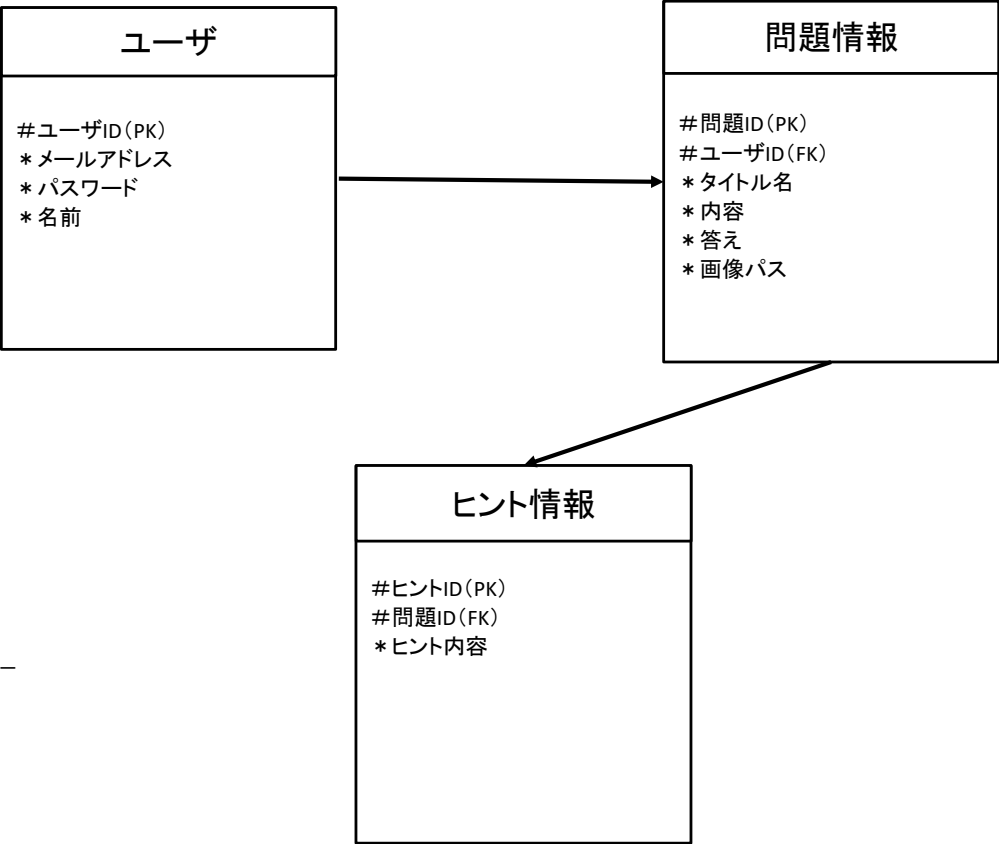 ユーザ
#ユーザID(PK)
*メールアドレス
*パスワード
*名前
問題情報
#問題ID(PK)
#ユーザID(FK)
*タイトル名
*内容
*答え
*画像パス
ヒント情報
#ヒントID(PK)
#問題ID(FK)
*ヒント内容